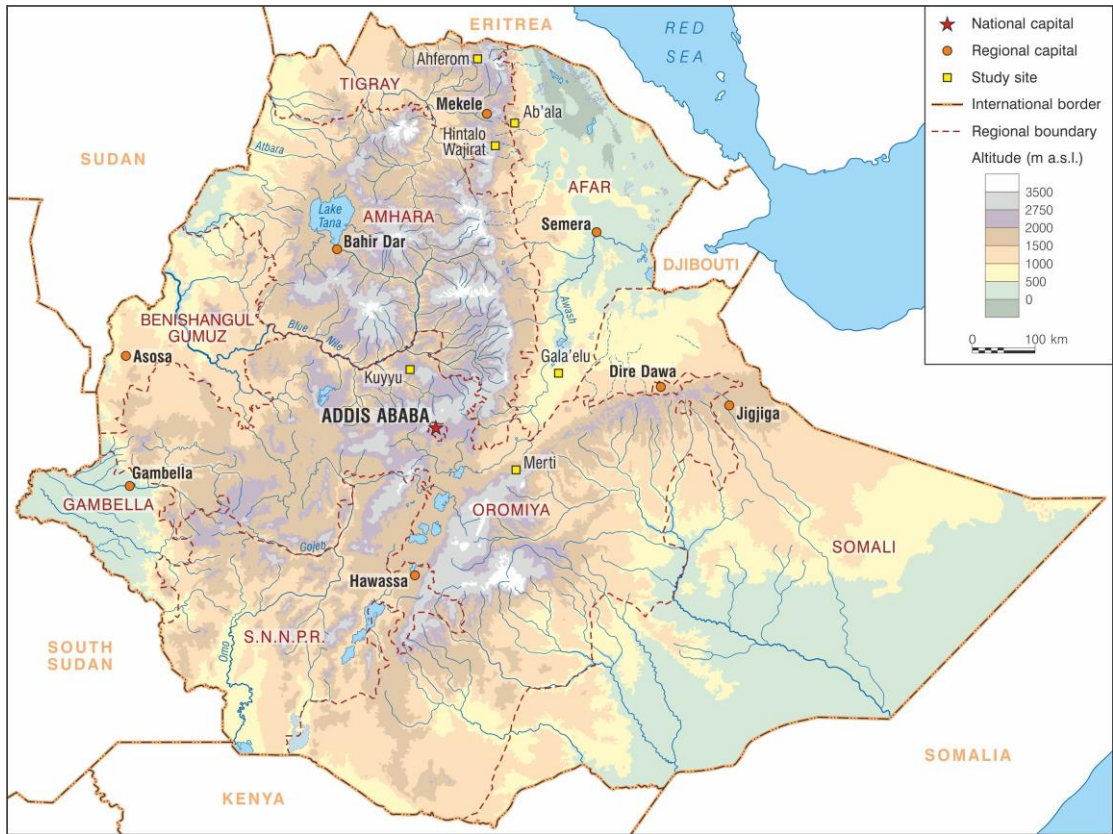 ERITREA
RED
SEA
Ahferom
TIGRAY
Mekele
Ab'ala
Hintalo
Wajirat
SUDAN
Atbara
AFAR
Lake
Tana
AMHARA
Semera
Bahir Dar
DJIBOUTI
BENISHANGUL
GUMUZ
Blue
Nile
Awash
Gala'elu
Asosa
Kuyyu
Dire Dawa
ADDIS ABABA
Jigjiga
Merti
Gambella
GAMBELLA
OROMIYA
SOMALI
Gojeb
Hawassa
S.N.N.P.R.
SOUTH
SUDAN
Omo
SOMALIA
KENYA
National capital
Regional capital
Study site
International border
Regional boundary
Altitude (m a.s.l.)
3500
2750
2000
1500
1000
500
0
0 100 km